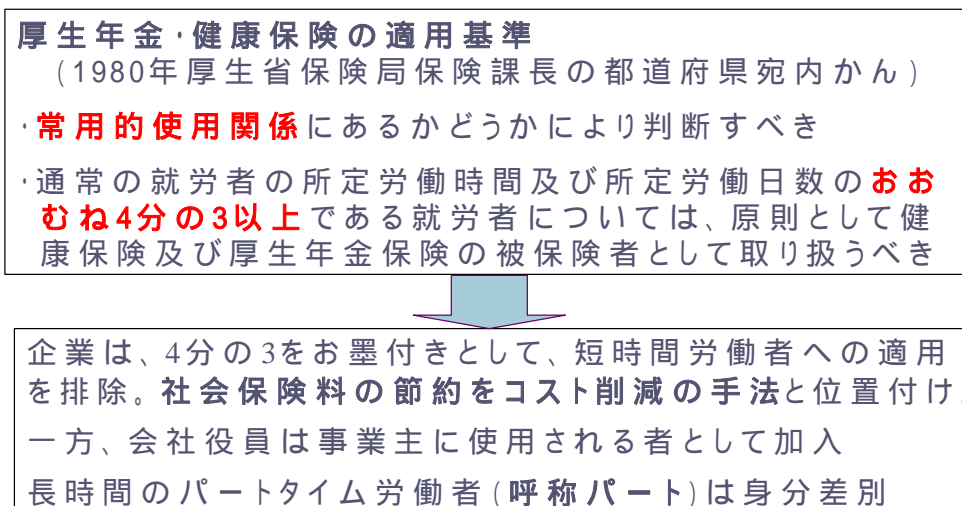 厚生年金・健康保険の適用基準
(1980年厚生省保険局保険課長の都道府県宛内かん)
・常用的使用関係にあるかどうかにより判断すべき
・通常の就労者の所定労働時間及び所定労働日数のおお
むね4分の3以上である就労者については、原則として健
康保険及び厚生年金保険の被保険者として取り扱うべき
企業は、4分の3をお墨付きとして、短時間労働者への適用
を排除。社会保険料の節約をコスト削減の手法と位置付け。
一方、会社役員は事業主に使用される者として加入
長時間のパートタイム労働者(呼称パート)は身分差別